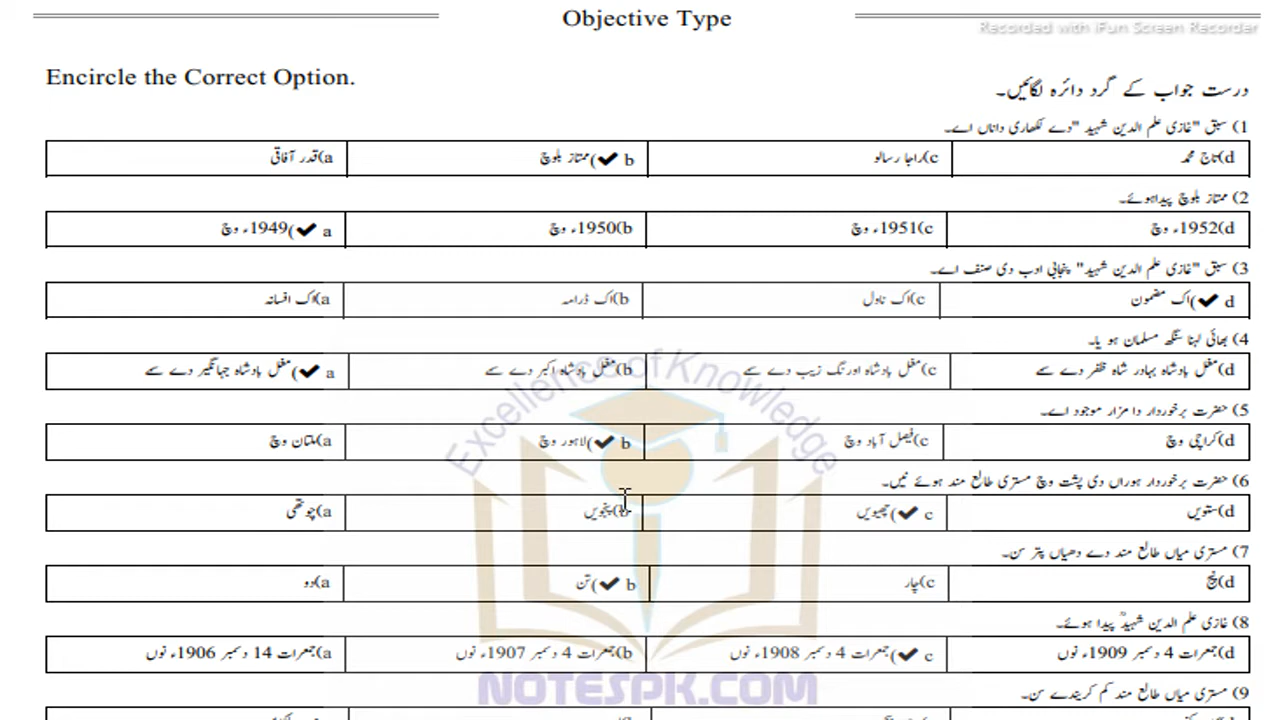 Objective Type
Recorded with iFun Screen Recorder
Encircle the Correct Option.
درست جواب کے گرد دائرہ لگائیں۔
1) سبق "غازی علم الدین شہید "دے لکھاری داناں اے۔
a)قدر آفاقی b✔)ممتاز بلوچ c)راجا رسالو d)تاج محمد
2) ممتاز بلوچ پیداہوئے۔
a✔)1949ء وچ b)1950ء وچ c)1951ء وچ d)1952ء وچ
3) سبق "غازی علم الدین شہید" پنجابی ادب دی صنف اے۔
a)اک افسانہ b)اک ڈرامہ c)اک ناول d✔)اک مضمون
4) بھائی لہنا سنگھ مسلمان ہو یا۔
a✔)مغل بادشاہ جہانگیر دے سے b)مغل بادشاہ اکبر دے سے c)مغل بادشاہ اورنگ زیب دے سے d)مغل بادشاہ بہادر شاہ ظفر دے سے
5) حضرت برخوردار دا مزار موجود اے۔
a)ملتان وچ b✔)لاہور وچ c)فیصل آباد وچ d)کراچی وچ
6) حضرت برخوردار ہوراں دی پشت وچ مستری طالع مند ہوئے نیں۔
a)چوتھی b)پنجویں c✔)چھیویں d)ستویں
7) مستری میاں طالع مند دے دھیاں پتر سن۔
a)دو b✔)تن c)چار d)پنج
8) غازی علم الدین شہیدؒ پیدا ہوئے۔
a)جمعرات 14 دسمبر 1906ء نوں b)جمعرات 4 دسمبر 1907ء نوں c✔)جمعرات 4 دسمبر 1908ء نوں d)جمعرات 4 دسمبر 1909ء نوں
Excellence of Knowledge
NOTESPK.COM
9) مستری میاں طالع مند کم کریندے سن۔